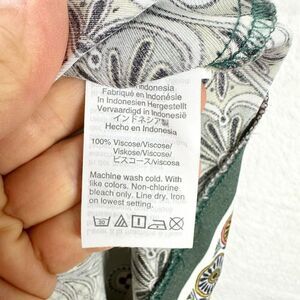 Made in Indonesia
Fabriqué en Indonésie
In Indonesien Hergestellt
Vervaardigd in Indonesië
インドネシア製
Hecho en Indonesia
100% Viscose/Viscose/
Viskose/Viscose/
ビスコース/Viscosa
Machine wash cold. With
like colors. Non-chlorine
bleach only. Line dry. Iron
on lowest setting.